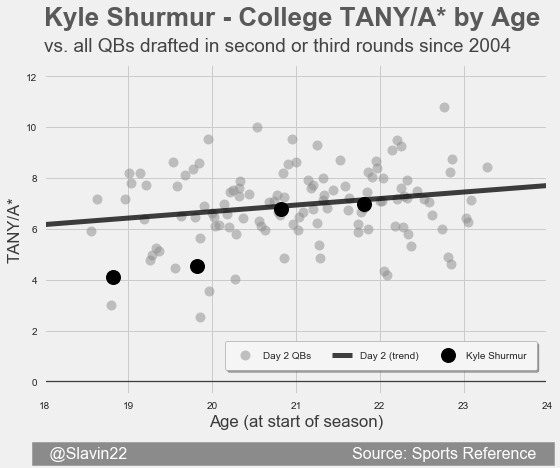 Kyle Shurmur - College TANY/A* by Age
vs. all QBs drafted in second or third rounds since 2004
12
10
8
6
4
2
0
TANY/A*
Day 2 QBs
Day 2 (trend)
Kyle Shurmur
18
19
20
21
22
23
24
Age (at start of season)
@Slavin22
Source: Sports Reference